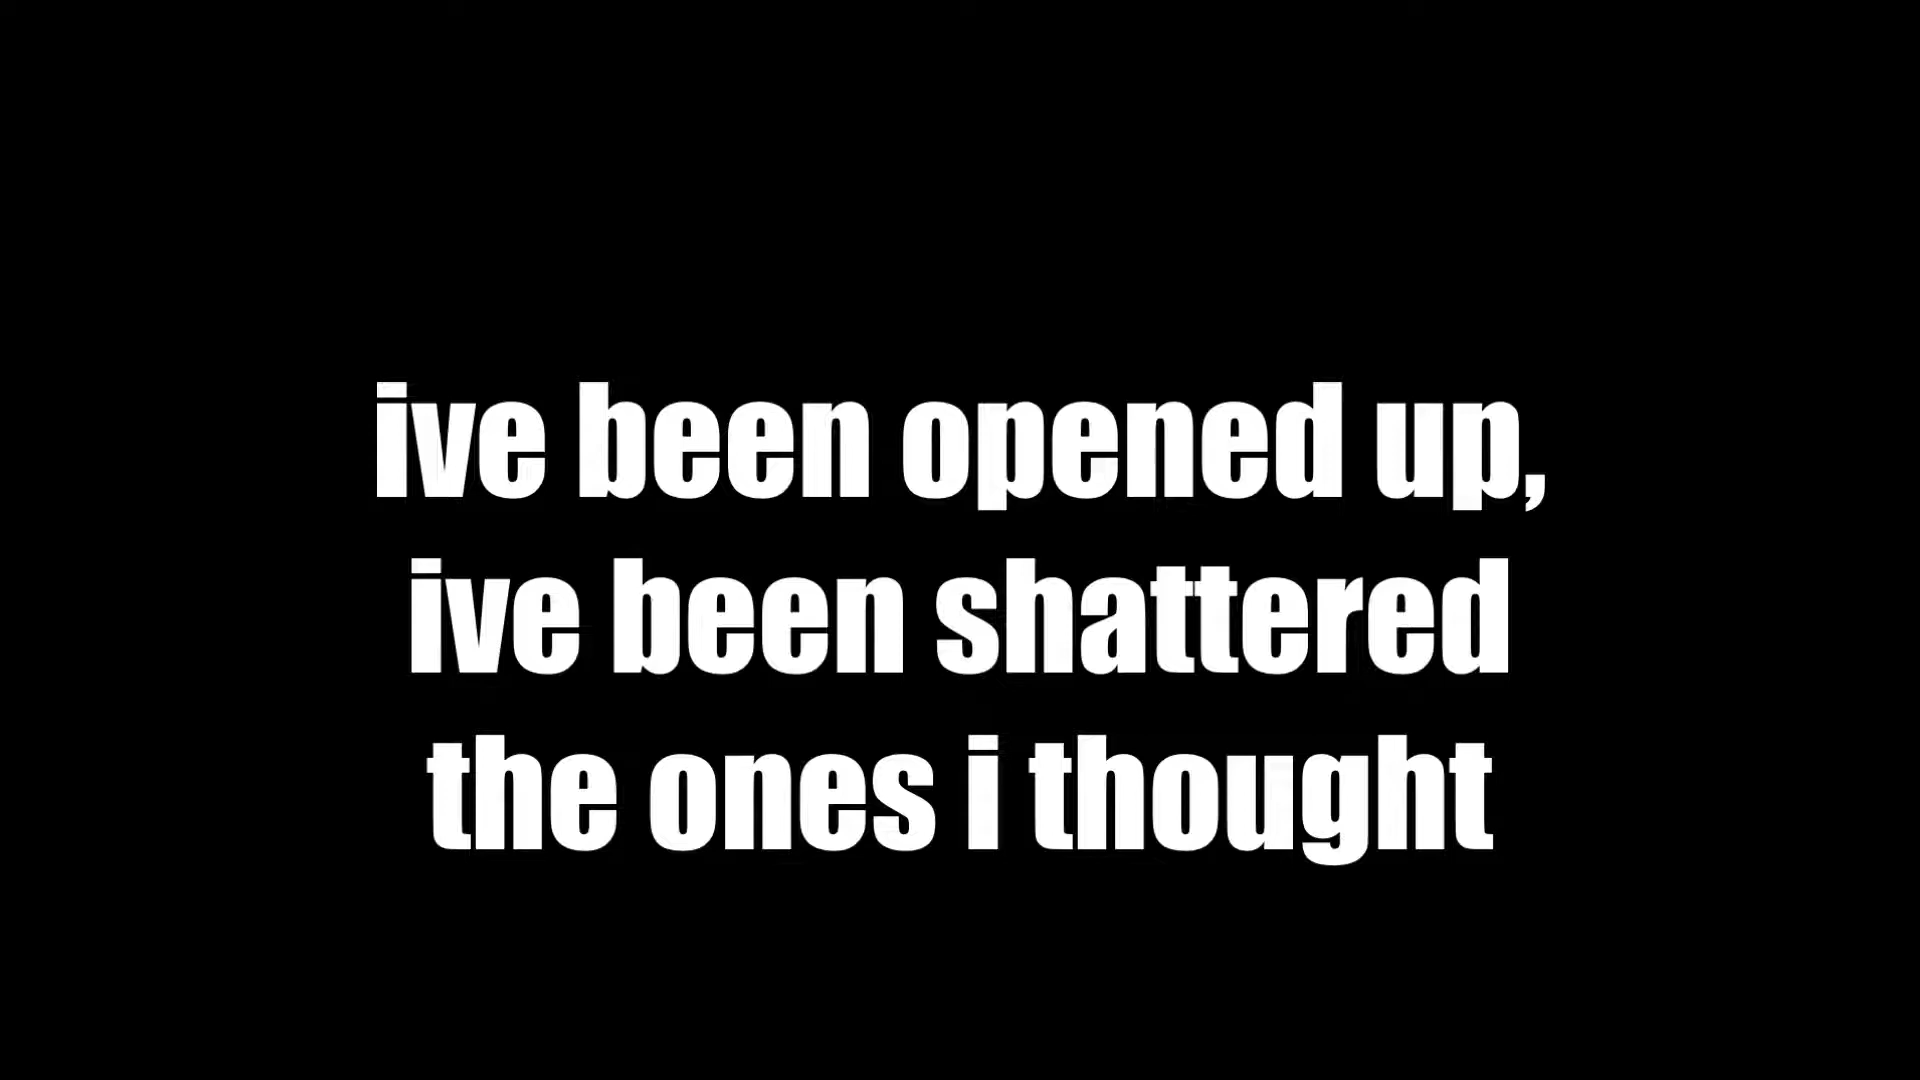 ive been opened up,
ive been shattered
the ones i thought